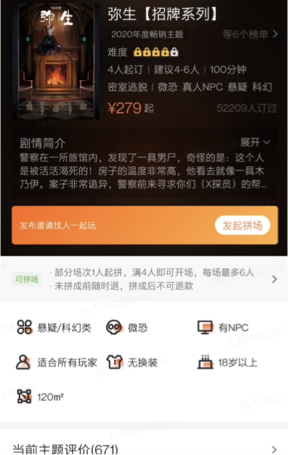 弥生
弥生【招牌系列】
2020年度畅销主题
等6个榜单
难度
4人起订 | 建议4-6人 | 100分钟
密室逃脱 | 微恐 真人NPC 悬疑 科幻
¥279起
52209人订过
剧情简介
展开
警察在一所旅馆内，发现了一具男尸，奇怪的是：这个人
是被活活渴死的！房子的温度非常高，他看去就像一具木
乃伊。案子非常诡异，警察前来寻求你们（X探员）的帮...
发布邀请找人一起玩
发起拼场
可拼场
· 部分场次1人起拼，满4人即可开场，每场最多6人
· 未拼成前随时退，拼成后不可退款
悬疑/科幻类
微恐
有NPC
适合所有玩家
无换装
18岁以上
120m²
当前主题评价(671)